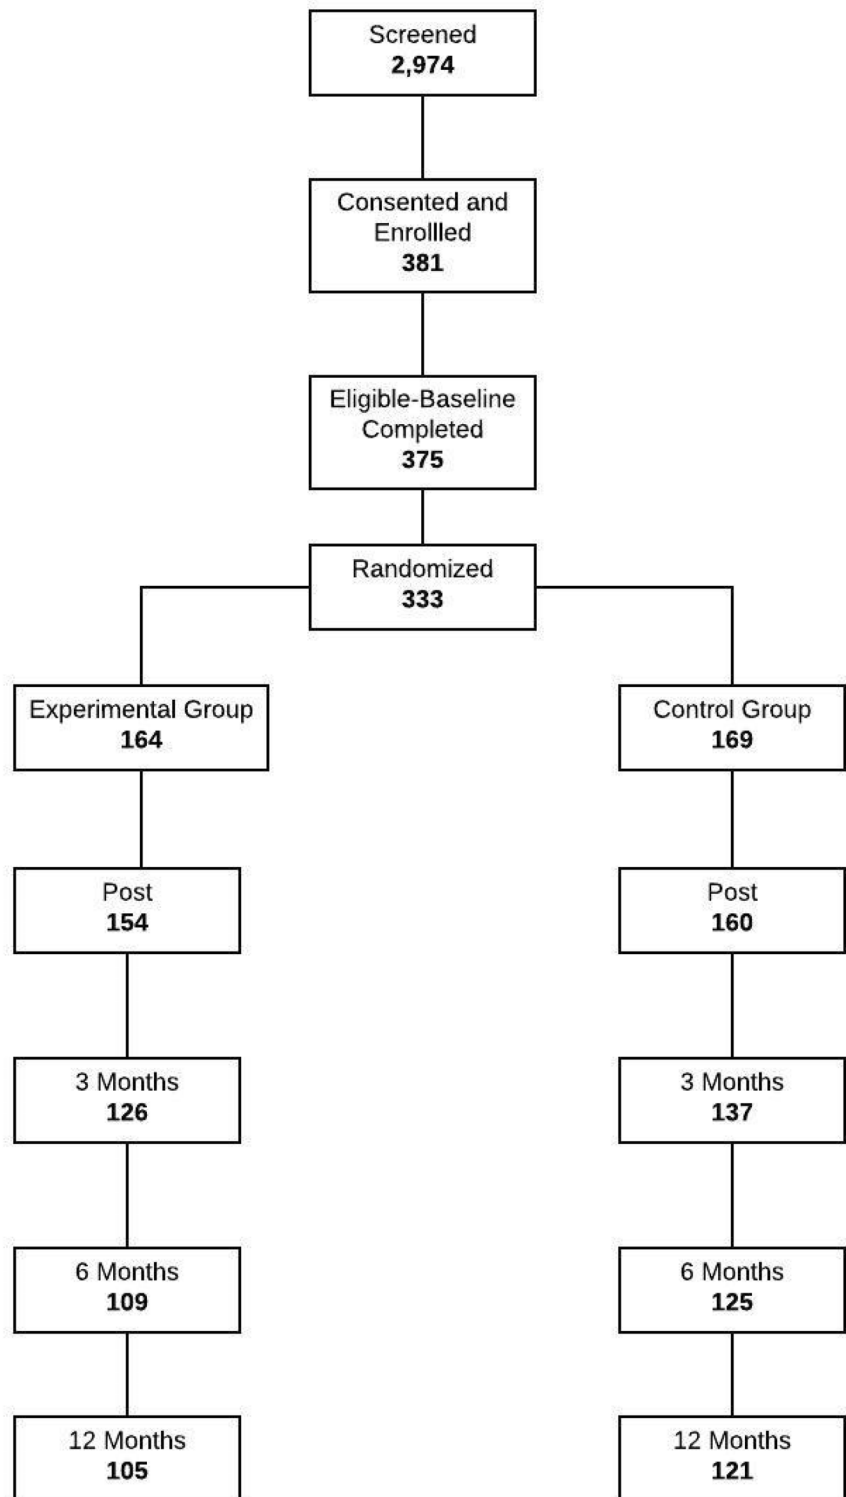 Screened
2,974
Consented and
Enrollled
381
Eligible-Baseline
Completed
375
Randomized
333
Experimental Group
164
Control Group
169
Post
154
Post
160
3 Months
126
3 Months
137
6 Months
109
6 Months
125
12 Months
105
12 Months
121